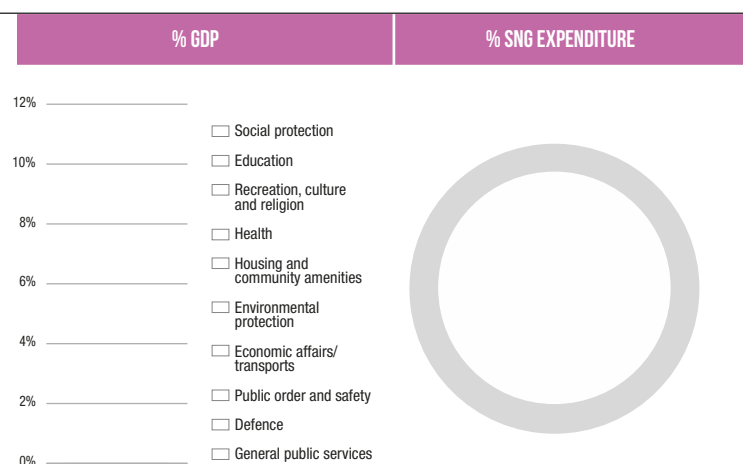 % GDP
% SNG EXPENDITURE
12%
10%
8%
6%
4%
2%
0%
Social protection
Education
Recreation, culture
and religion
Health
Housing and
community amenities
Environmental
protection
Economic affairs/
transports
Public order and safety
Defence
General public services